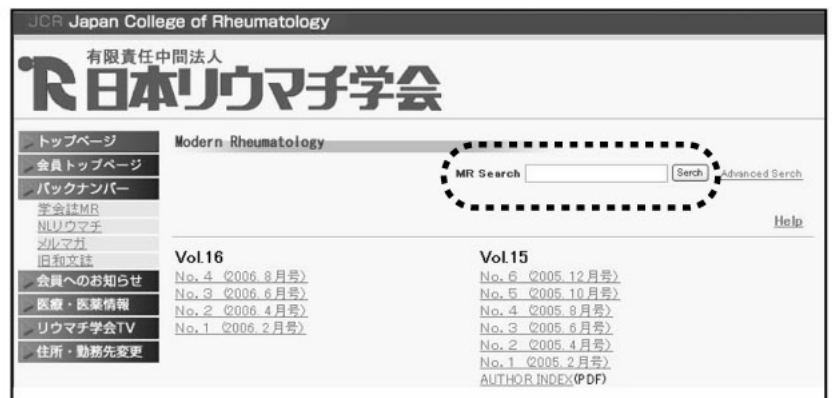 JCR Japan College of Rheumatology
有限責任中間法人
R日本リウマチ学会
トップページ
会員トップページ
バックナンバー
学会誌MR
NLリウマチ
メルマガ
旧和文誌
会員へのお知らせ
医療・医薬情報
リウマチ学会TV
住所・勤務先変更
Modern Rheumatology
MR Search Serch Advanced Serch
Help
Vol.16
No. 4 (2006. 8月号)
No. 3 (2006. 6月号)
No. 2 (2006. 4月号)
No. 1 (2006. 2月号)
Vol.15
No. 6 (2005. 12月号)
No. 5 (2005. 10月号)
No. 4 (2005. 8月号)
No. 3 (2005. 6月号)
No. 2 (2005. 4月号)
No. 1 (2005. 2月号)
AUTHOR INDEX(PDF)